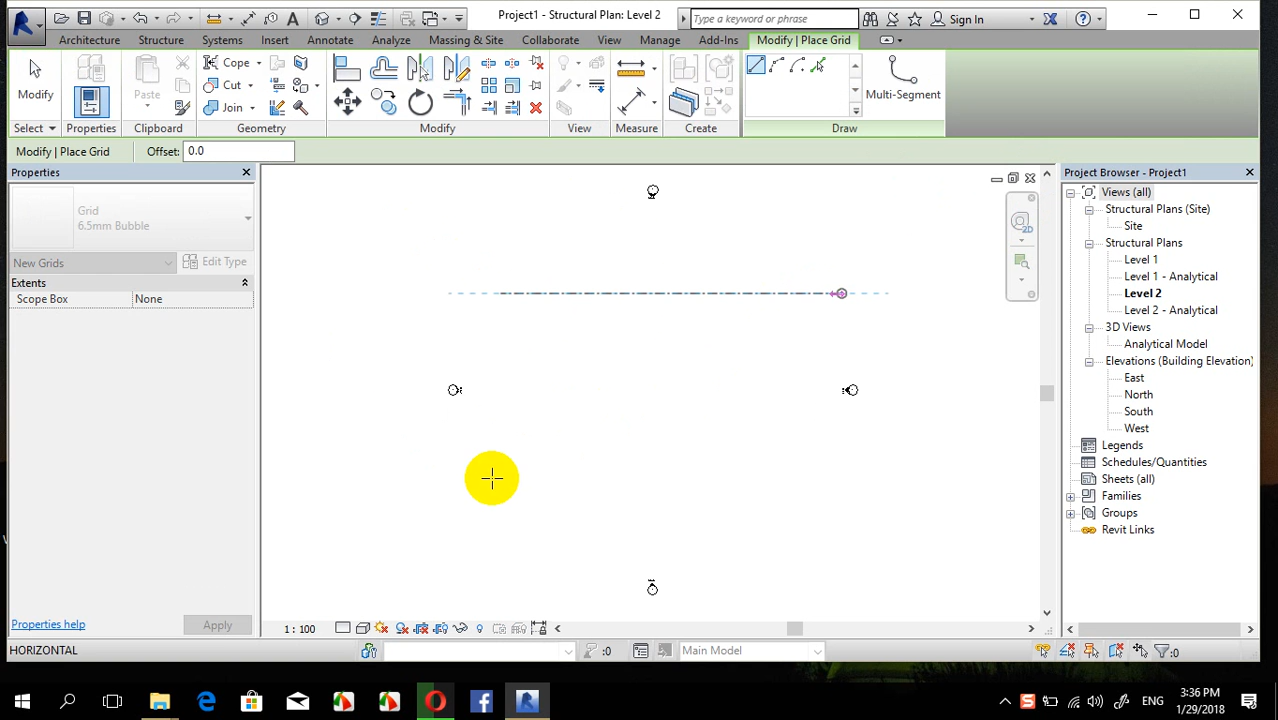 Project1 - Structural Plan: Level 2
Type a keyword or phrase
Sign In
Architecture
Structure
Systems
Insert
Annotate
Analyze
Massing & Site
Collaborate
View
Manage
Add-Ins
Modify | Place Grid
Modify
Paste
Cope
Cut
Join
Multi-Segment
Select
Properties
Clipboard
Geometry
Modify
View
Measure
Create
Draw
Modify | Place Grid
Offset: 0.0
Properties
Grid
6.5mm Bubble
New Grids
Edit Type
Extents
Scope Box None
Properties help
Apply
2D
Project Browser - Project1
Views (all)
Structural Plans (Site)
Site
Structural Plans
Level 1
Level 1 - Analytical
Level 2
Level 2 - Analytical
3D Views
Analytical Model
Elevations (Building Elevation)
East
North
South
West
Legends
Schedules/Quantities
Sheets (all)
Families
Groups
Revit Links
1 : 100
HORIZONTAL
:0
Main Model
:0
ENG
3:36 PM
1/29/2018